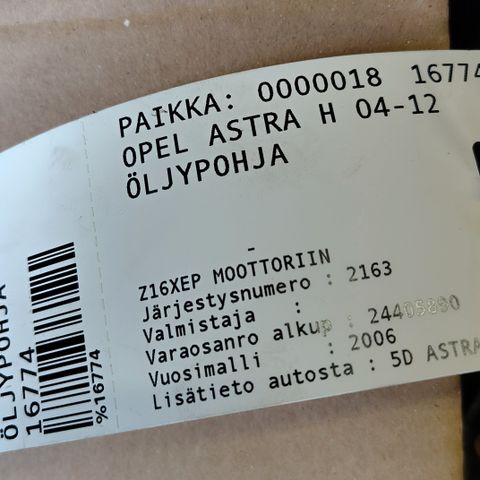 PAIKKA: 0000018 16774
OPEL ASTRA H 04-12
ÖLJYPOHJA
-
Z16XEP MOOTTORIIN
Järjestysnumero : 2163
Valmistaja :
Varaosanro alkup : 24405890
Vuosimalli : 2006
Lisätieto autosta : 5D ASTRA
ÖLJYPOHJA
16774
%16774